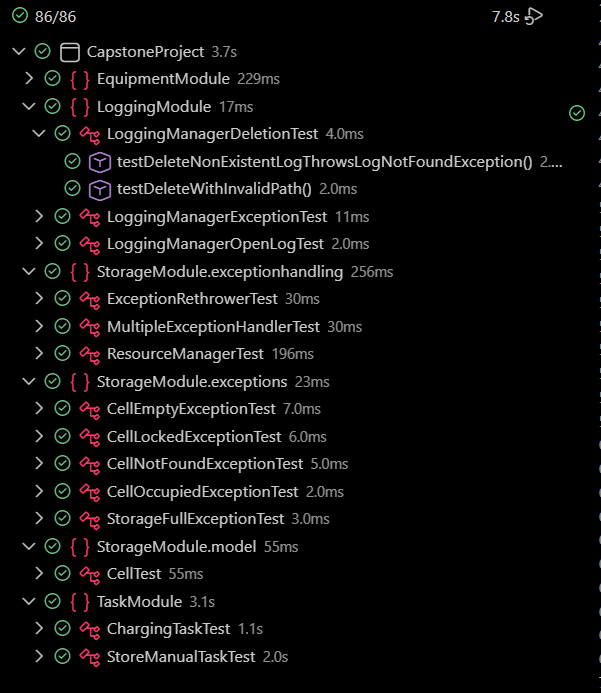 86/86 7.8s
CapstoneProject 3.7s
{ } EquipmentModule 229ms
{ } LoggingModule 17ms
LoggingManagerDeletionTest 4.0ms
testDeleteNonExistentLogThrowsLogNotFoundException() 2....
testDeleteWithInvalidPath() 2.0ms
LoggingManagerExceptionTest 11ms
LoggingManagerOpenLogTest 2.0ms
{ } StorageModule.exceptionhandling 256ms
ExceptionRethrowerTest 30ms
MultipleExceptionHandlerTest 30ms
ResourceManagerTest 196ms
{ } StorageModule.exceptions 23ms
CellEmptyExceptionTest 7.0ms
CellLockedExceptionTest 6.0ms
CellNotFoundExceptionTest 5.0ms
CellOccupiedExceptionTest 2.0ms
StorageFullExceptionTest 3.0ms
{ } StorageModule.model 55ms
CellTest 55ms
{ } TaskModule 3.1s
ChargingTaskTest 1.1s
StoreManualTaskTest 2.0s